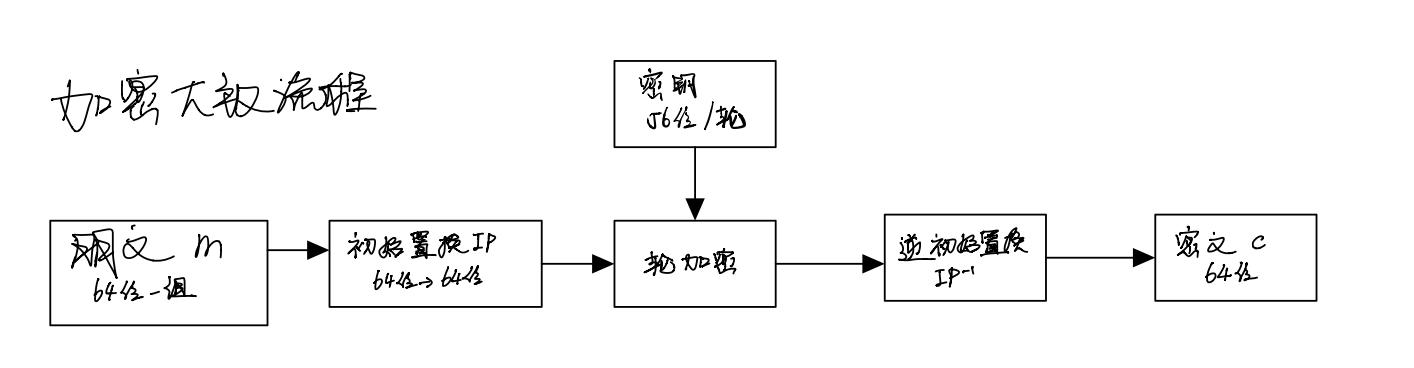 加密大致流程
密钥
56位/轮
明文 m
64位一组
初始置换 IP
64位→64位
轮加密
逆初始置换
IP⁻¹
密文 c
64位